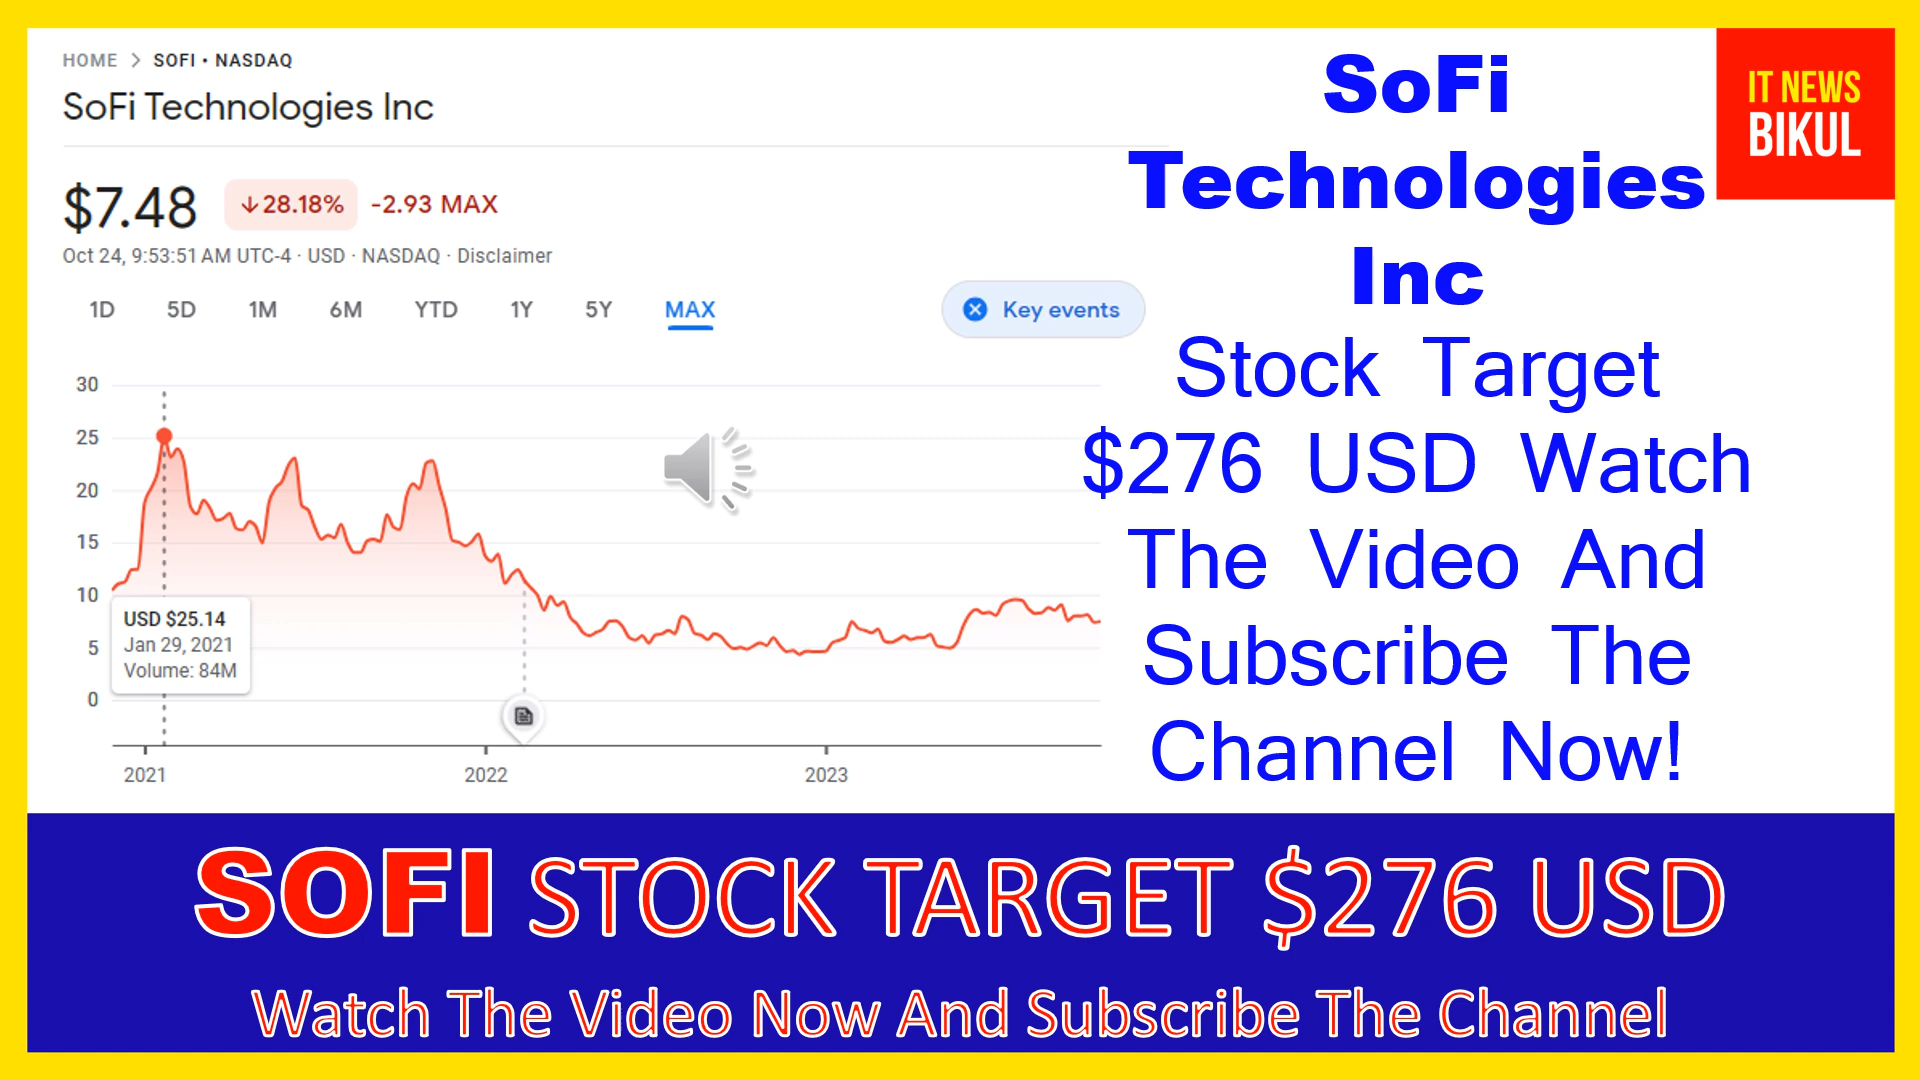 HOME > SOFI • NASDAQ
SoFi Technologies Inc
$7.48 ↓28.18% -2.93 MAX
Oct 24, 9:53:51 AM UTC-4 · USD · NASDAQ · Disclaimer
1D 5D 1M 6M YTD 1Y 5Y MAX
Key events
30
25
20
15
10
5
0
USD $25.14
Jan 29, 2021
Volume: 84M
2021 2022 2023
SoFi
Technologies
Inc
Stock Target
$276 USD Watch
The Video And
Subscribe The
Channel Now!
IT NEWS
BIKUL
SOFI STOCK TARGET $276 USD
Watch The Video Now And Subscribe The Channel